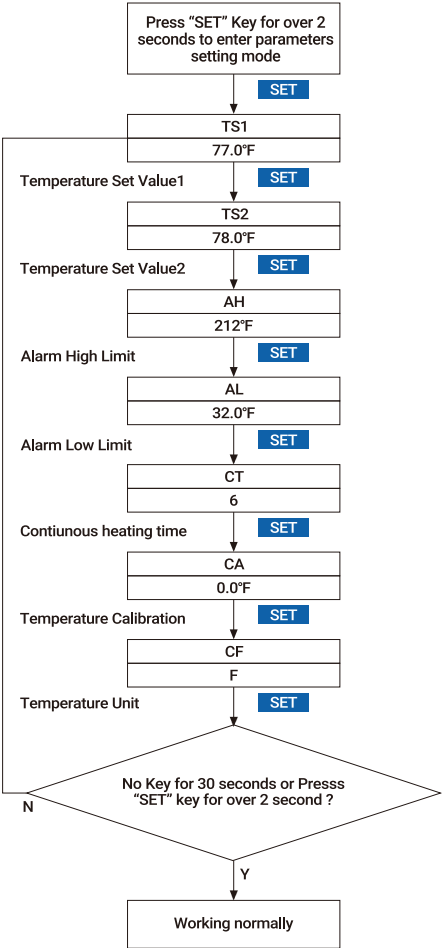 Press “SET” Key for over 2
seconds to enter parameters
setting mode
SET
TS1
77.0°F
Temperature Set Value1
SET
TS2
78.0°F
Temperature Set Value2
SET
AH
212°F
Alarm High Limit
SET
AL
32.0°F
Alarm Low Limit
SET
CT
6
Contiunous heating time
SET
CA
0.0°F
Temperature Calibration
SET
CF
F
Temperature Unit
SET
No Key for 30 seconds or Presss
“SET” key for over 2 second ?
N
Y
Working normally